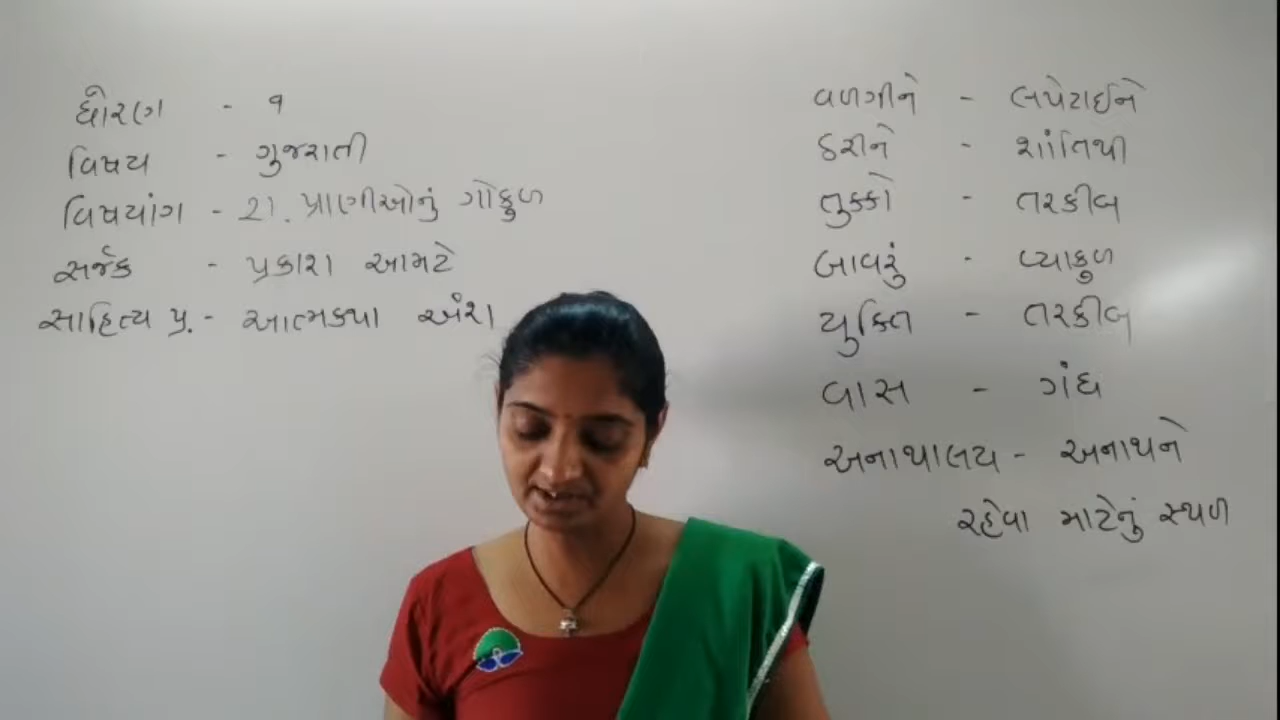 ધોરણ - ૧
વિષય - ગુજરાતી
વિષયાંગ - 21. પ્રાણીઓનું ગોકુળ
સર્જક - પ્રકાશ આમટે
સાહિત્ય પ્ર. - આત્મકથા અંશ
વળગીને - લપેટાઈને
ઠરીને - શાંતિથી
તુક્કો - તરકીબ
બાવરું - વ્યાકુળ
યુક્તિ - તરકીબ
વાસ - ગંધ
અનાથાલય - અનાથને
રહેવા માટેનું સ્થળ